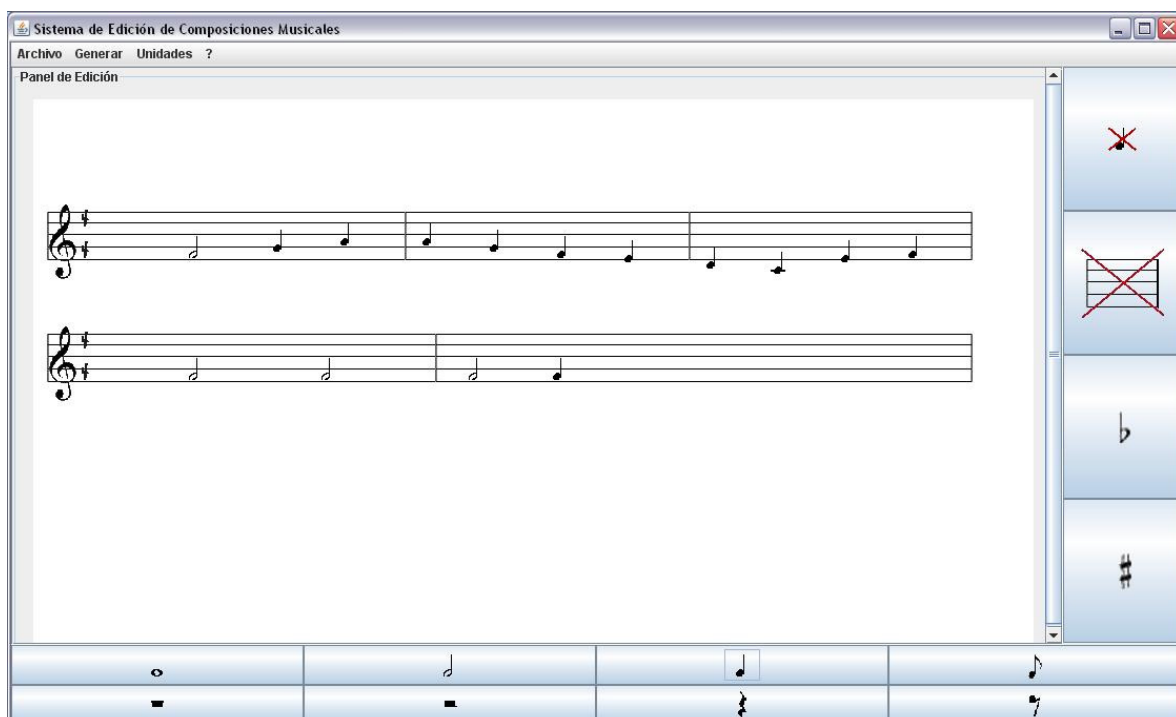 Sistema de Edición de Composiciones Musicales
Archivo Generar Unidades ?
Panel de Edición